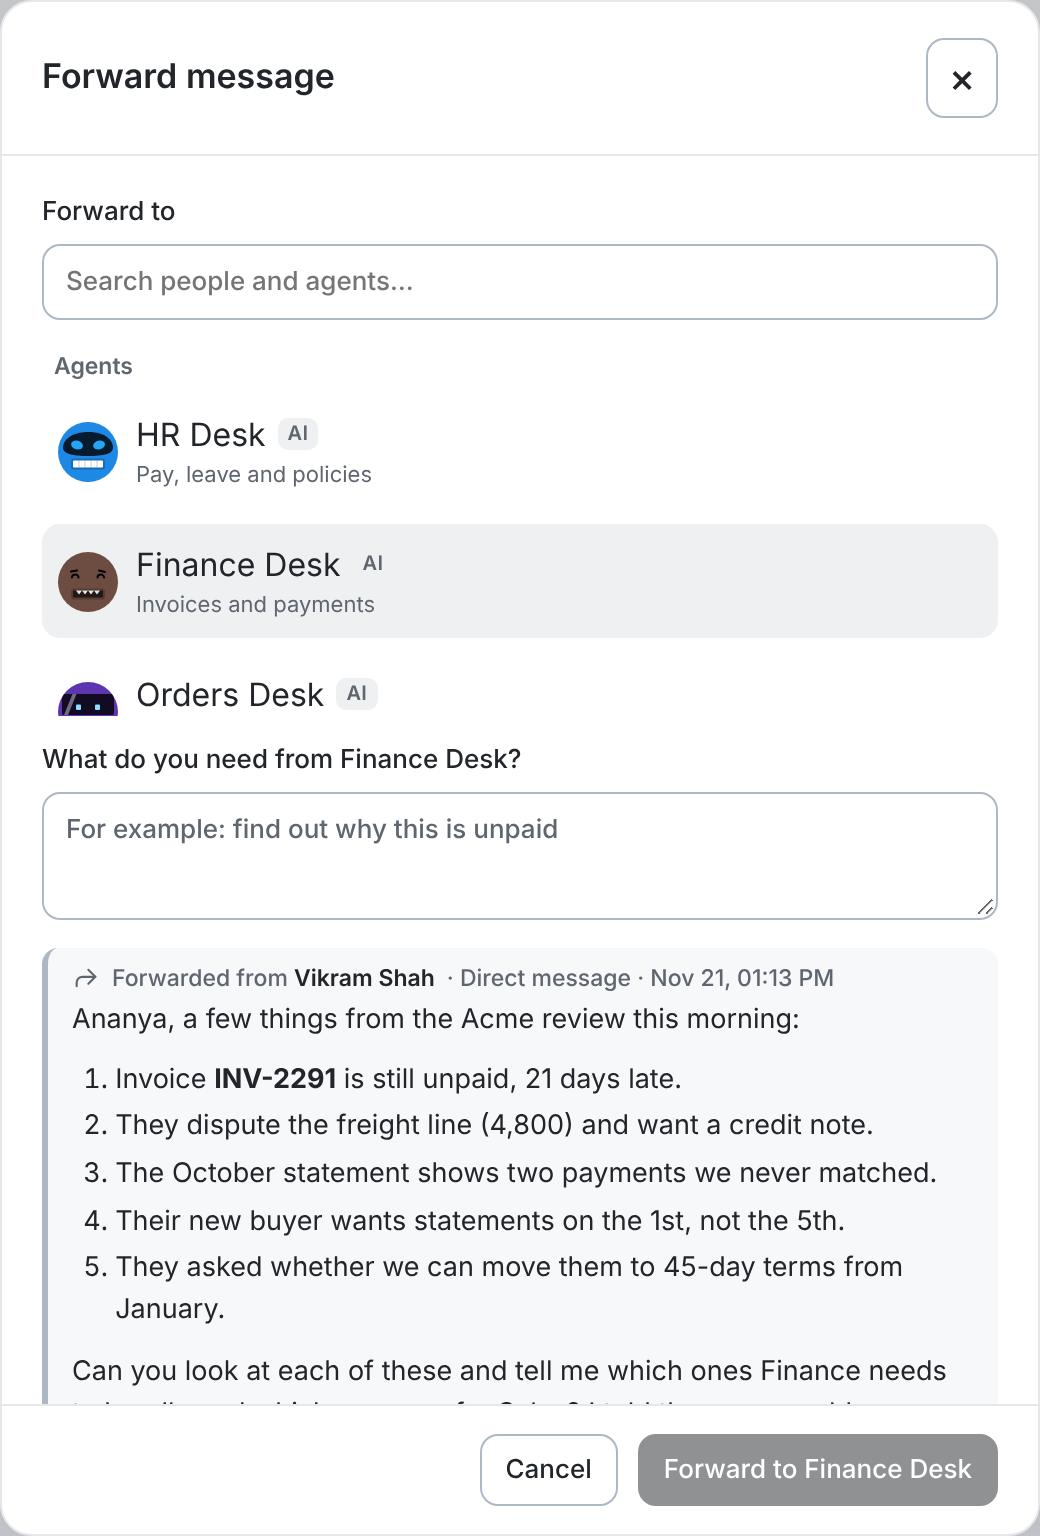 Forward message
Forward to
Search people and agents...
Agents
HR Desk AI
Pay, leave and policies
Finance Desk AI
Invoices and payments
Orders Desk AI
What do you need from Finance Desk?
For example: find out why this is unpaid
Forwarded from Vikram Shah · Direct message · Nov 21, 01:13 PM
Ananya, a few things from the Acme review this morning:
1. Invoice INV-2291 is still unpaid, 21 days late.
2. They dispute the freight line (4,800) and want a credit note.
3. The October statement shows two payments we never matched.
4. Their new buyer wants statements on the 1st, not the 5th.
5. They asked whether we can move them to 45-day terms from
January.
Can you look at each of these and tell me which ones Finance needs
Cancel
Forward to Finance Desk